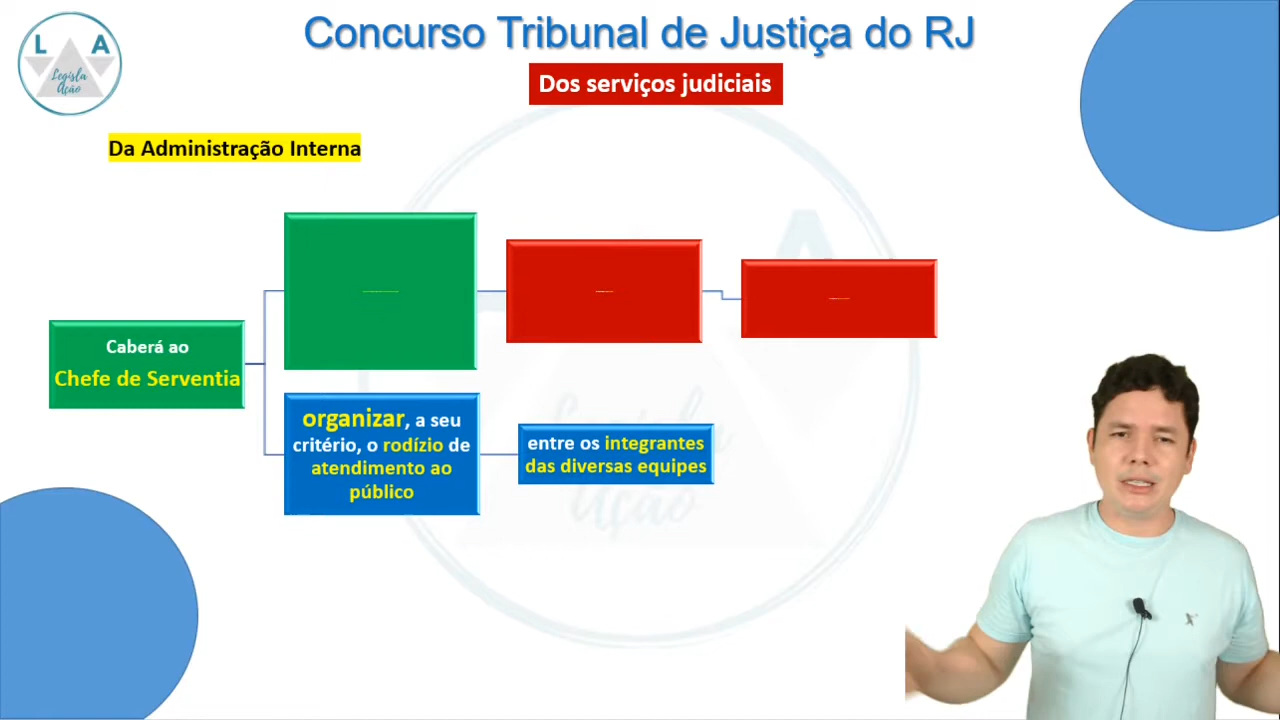 L A
Legisla
Ação
Concurso Tribunal de Justiça do RJ
Dos serviços judiciais
Da Administração Interna
Caberá ao
Chefe de Serventia
organizar, a seu
critério, o rodízio de
atendimento ao
público
entre os integrantes
das diversas equipes